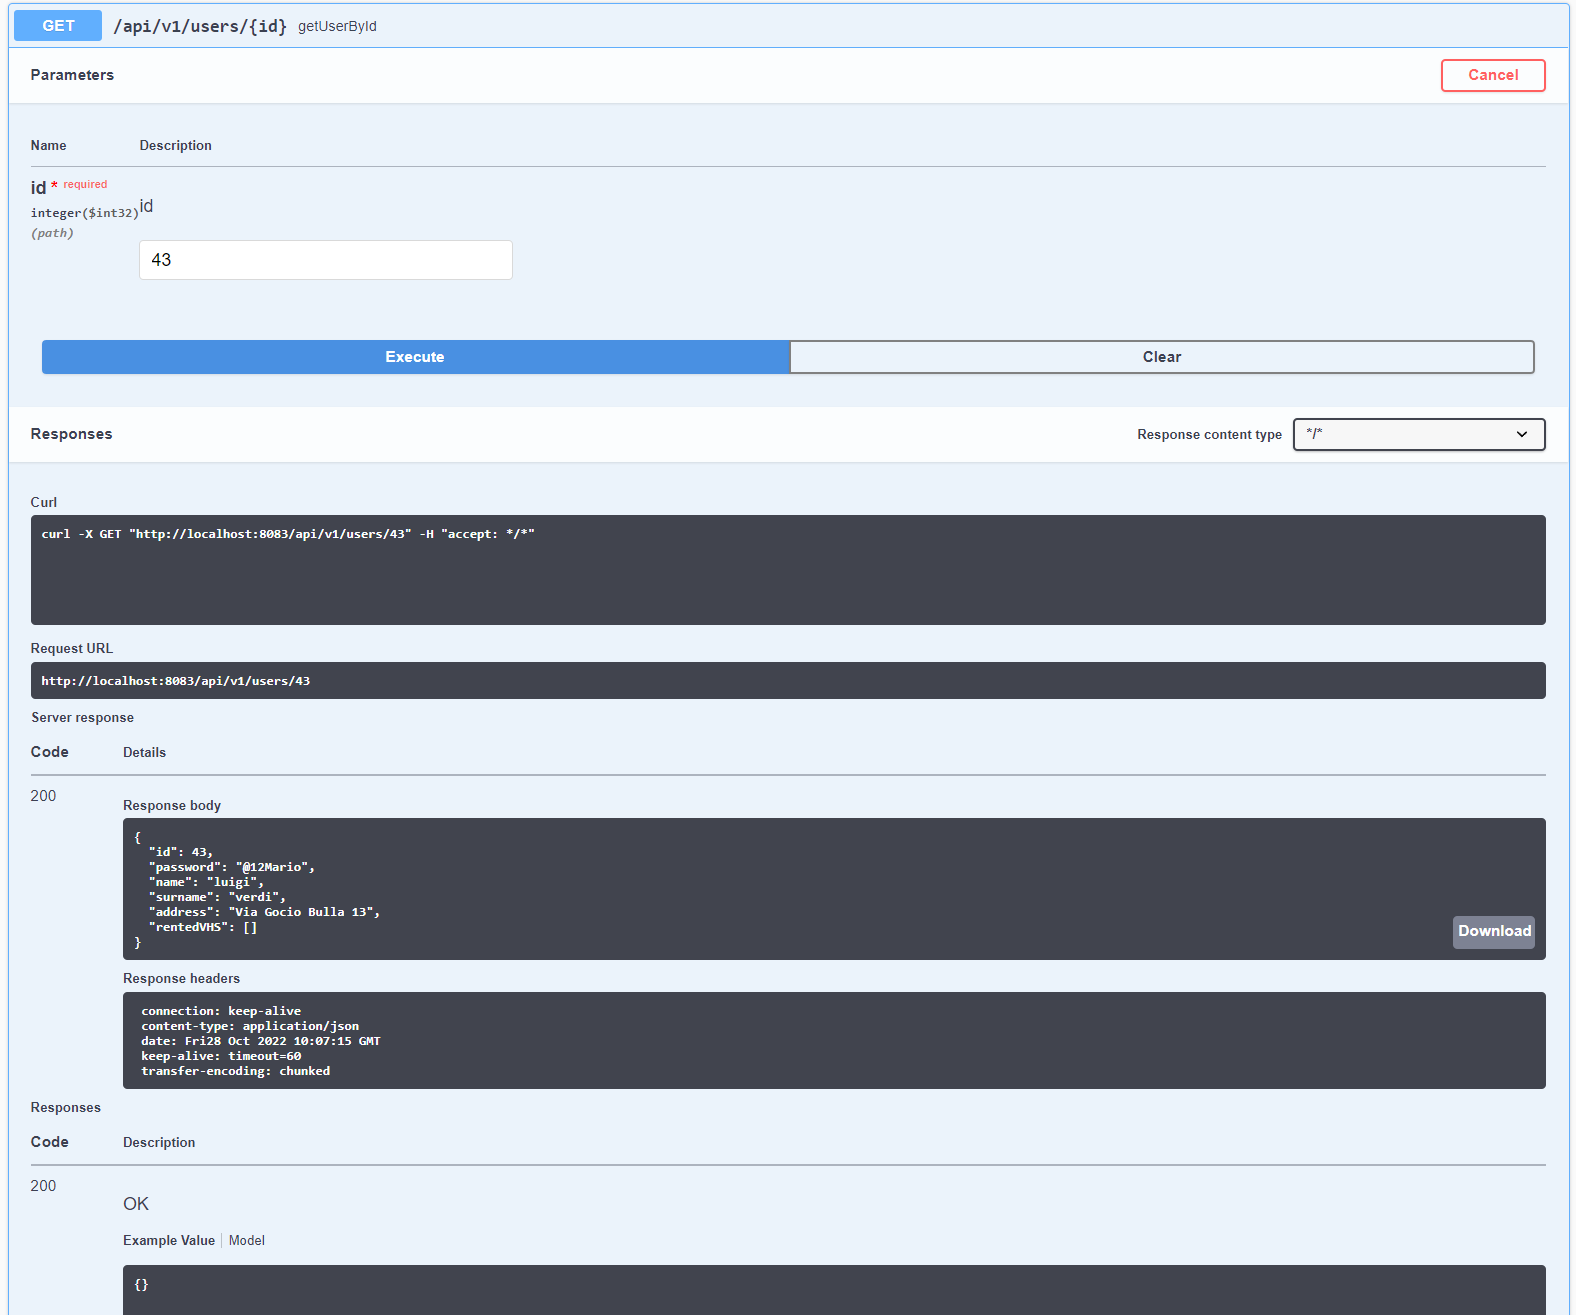 GET /api/v1/users/{id} getUserById
Parameters
Cancel
Name Description
id * required
integer($int32)
(path)
id
43
Execute
Clear
Responses
Response content type */*
Curl
curl -X GET "http://localhost:8083/api/v1/users/43" -H "accept: */*"
Request URL
http://localhost:8083/api/v1/users/43
Server response
Code Details
200
Response body
{
  "id": 43,
  "password": "@12Mario",
  "name": "luigi",
  "surname": "verdi",
  "address": "Via Gocio Bulla 13",
  "rentedVHS": []
}
Download
Response headers
connection: keep-alive
content-type: application/json
date: Fri28 Oct 2022 10:07:15 GMT
keep-alive: timeout=60
transfer-encoding: chunked
Responses
Code Description
200
OK
Example Value Model
{}